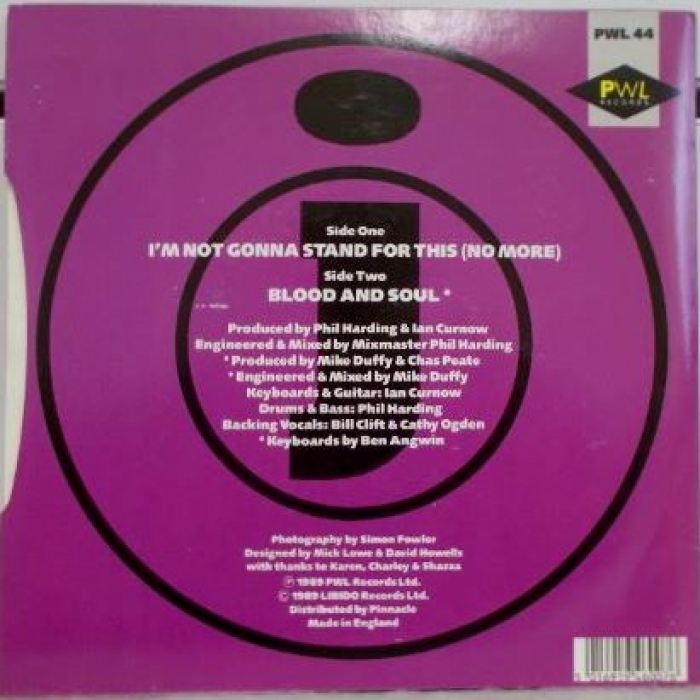 PWL 44
PWL
RECORDS
Side One
I'M NOT GONNA STAND FOR THIS (NO MORE)
Side Two
BLOOD AND SOUL *
Produced by Phil Harding & Ian Curnow
Engineered & Mixed by Mixmaster Phil Harding
* Produced by Mike Duffy & Chas Peate
* Engineered & Mixed by Mike Duffy
Keyboards & Guitar: Ian Curnow
Drums & Bass: Phil Harding
Backing Vocals: Bill Clift & Cathy Ogden
* Keyboards by Ben Angwin
Photography by Simon Fowler
Designed by Mick Lowe & David Howells
with thanks to Karen, Charley & Shazza
Ⓟ 1989 PWL Records Ltd.
© 1989 LIBIDO Records Ltd.
Distributed by Pinnacle
Made in England